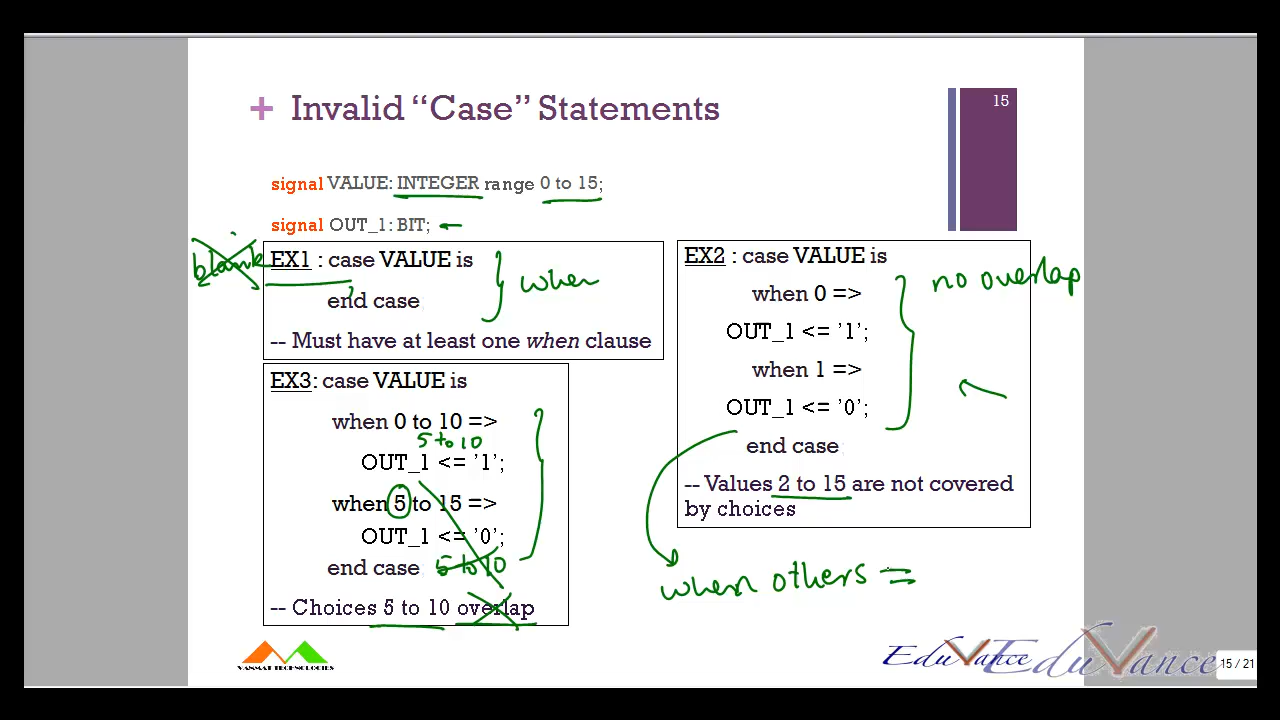 + Invalid “Case” Statements
15
signal VALUE: INTEGER range 0 to 15;
signal OUT_1: BIT;
blank
EX1 : case VALUE is
end case
when
-- Must have at least one when clause
EX3: case VALUE is
when 0 to 10 =>
5 to 10
OUT_1 <= ’1’;
when 5 to 15 =>
OUT_1 <= ’0’;
end case
5 to 10
-- Choices 5 to 10 overlap
EX2 : case VALUE is
no overlap
when 0 =>
OUT_1 <= ’1’;
when 1 =>
OUT_1 <= ’0’;
end case
-- Values 2 to 15 are not covered
by choices
when others =
VANMAT TECHNOLOGIES
EduVance
EduVance
15 / 21